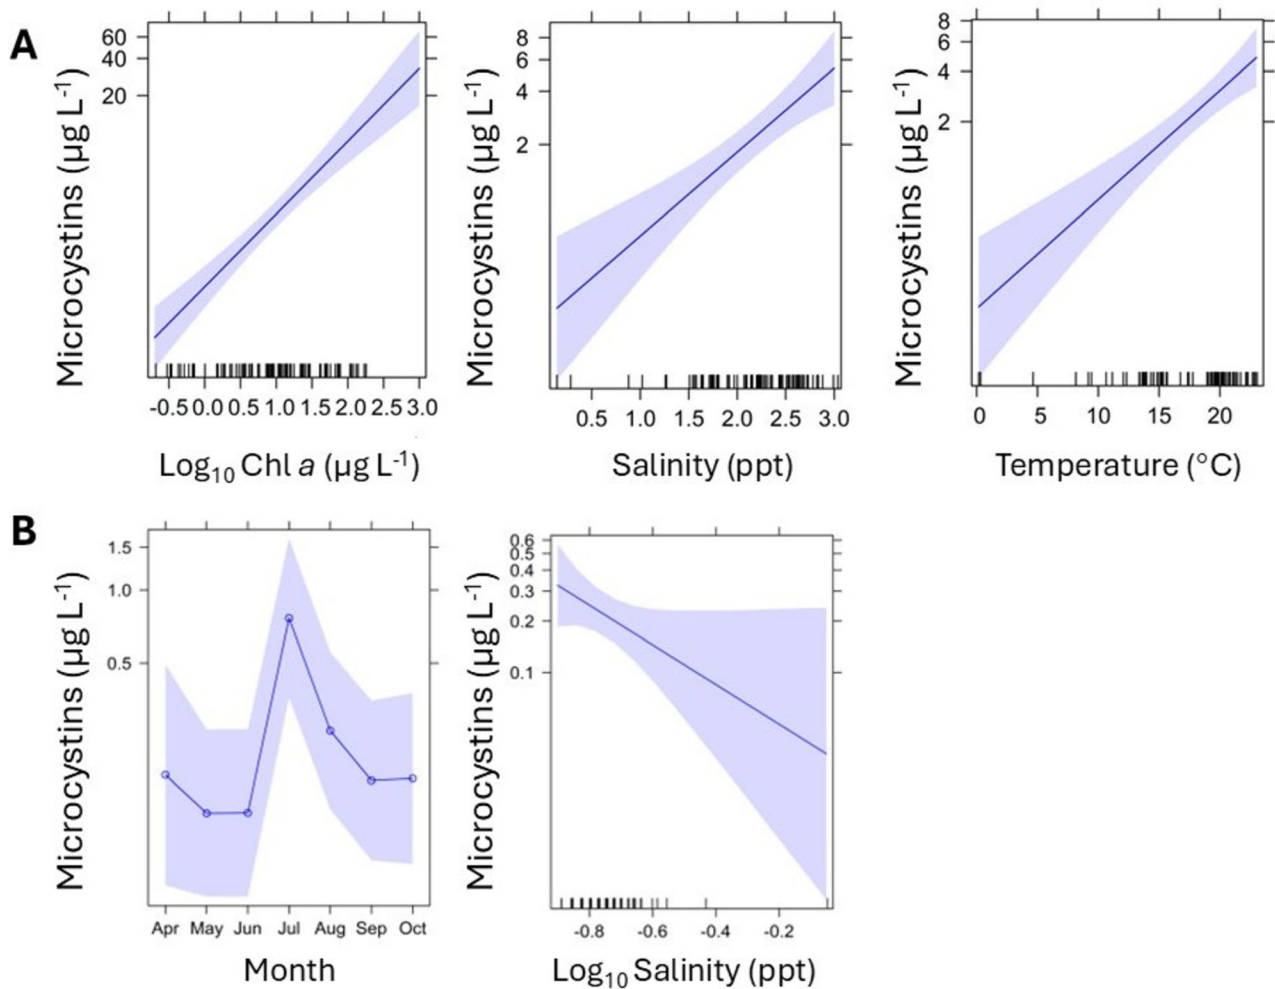 A
Microcystins (µg L-1)
60
40
20
-0.5 0.0 0.5 1.0 1.5 2.0 2.5 3.0
Log10 Chl a (µg L-1)
Microcystins (µg L-1)
8
6
4
2
0.5 1.0 1.5 2.0 2.5 3.0
Salinity (ppt)
Microcystins (µg L-1)
8
6
4
2
0 5 10 15 20
Temperature (°C)
B
Microcystins (µg L-1)
1.5
1.0
0.5
Apr May Jun Jul Aug Sep Oct
Month
Microcystins (µg L-1)
0.6
0.5
0.4
0.3
0.2
0.1
-0.8 -0.6 -0.4 -0.2
Log10 Salinity (ppt)